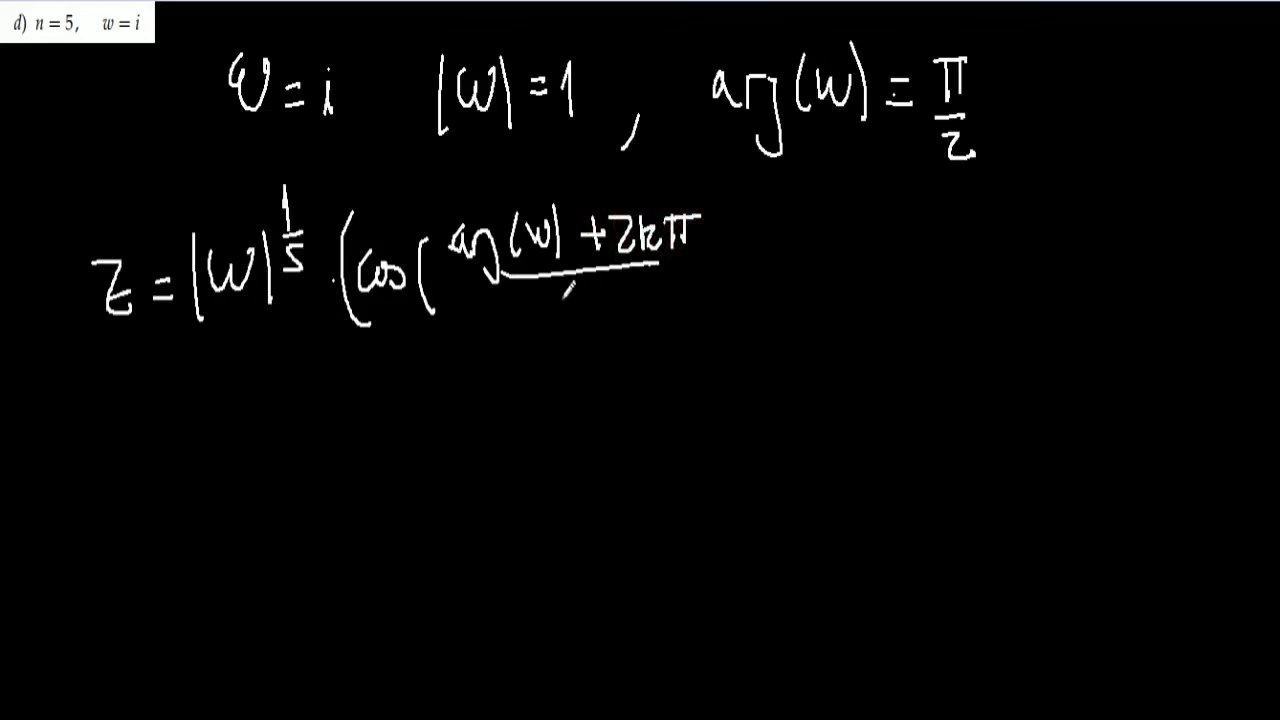 d) n = 5, w = i
w = i |w| = 1 , arg(w) = π/2
z = |w|^1/5 · (cos( arg(w) + 2kπ